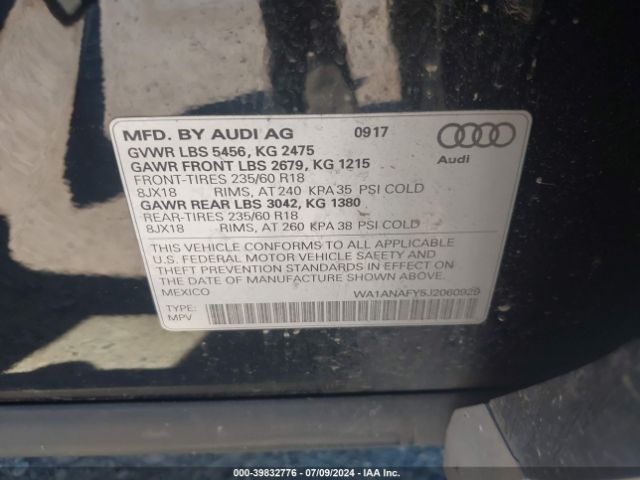 MFD. BY AUDI AG 0917
GVWR LBS 5456, KG 2475
GAWR FRONT LBS 2679, KG 1215
FRONT-TIRES 235/60 R18
8JX18 RIMS, AT 240 KPA 35 PSI COLD
GAWR REAR LBS 3042, KG 1380
REAR-TIRES 235/60 R18
8JX18 RIMS, AT 260 KPA 38 PSI COLD
Audi
THIS VEHICLE CONFORMS TO ALL APPLICABLE
U.S. FEDERAL MOTOR VEHICLE SAFETY AND
THEFT PREVENTION STANDARDS IN EFFECT ON
THE DATE OF MANUFACTURE SHOWN ABOVE.
MEXICO WA1ANAFY5J2060929
TYPE:
MPV
000-39832776 / 07/09/2024 / IAA Inc. All Rights Reserved